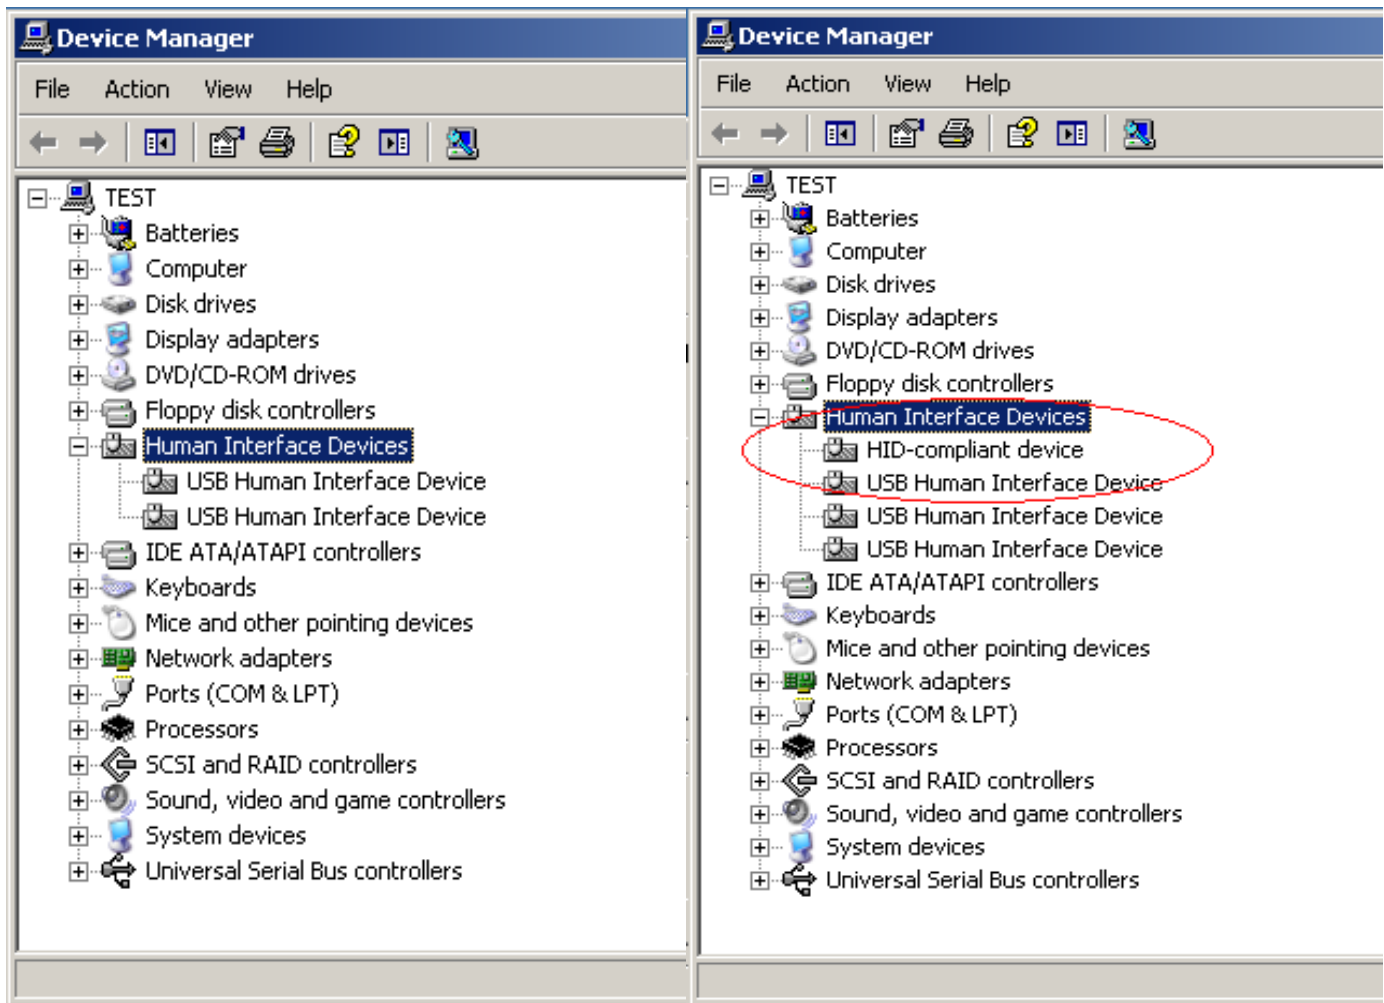 Device Manager
File Action View Help
TEST
Batteries
Computer
Disk drives
Display adapters
DVD/CD-ROM drives
Floppy disk controllers
Human Interface Devices
USB Human Interface Device
USB Human Interface Device
IDE ATA/ATAPI controllers
Keyboards
Mice and other pointing devices
Network adapters
Ports (COM & LPT)
Processors
SCSI and RAID controllers
Sound, video and game controllers
System devices
Universal Serial Bus controllers
Device Manager
File Action View Help
TEST
Batteries
Computer
Disk drives
Display adapters
DVD/CD-ROM drives
Floppy disk controllers
Human Interface Devices
HID-compliant device
USB Human Interface Device
USB Human Interface Device
USB Human Interface Device
IDE ATA/ATAPI controllers
Keyboards
Mice and other pointing devices
Network adapters
Ports (COM & LPT)
Processors
SCSI and RAID controllers
Sound, video and game controllers
System devices
Universal Serial Bus controllers